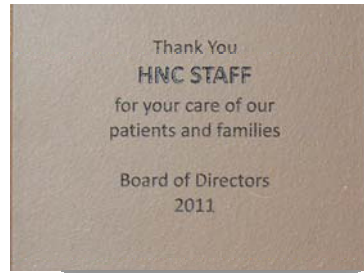 Thank You
HNC STAFF
for your care of our
patients and families
Board of Directors
2011